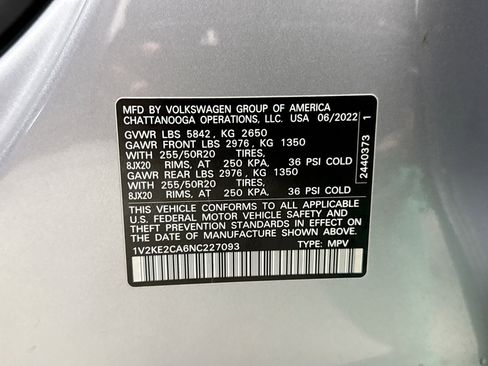 MFD BY VOLKSWAGEN GROUP OF AMERICA
CHATTANOOGA OPERATIONS, LLC. USA 06/2022
GVWR LBS 5842, KG 2650
GAWR FRONT LBS 2976, KG 1350
WITH 255/50R20 TIRES,
8JX20 RIMS, AT 250 KPA, 36 PSI COLD
GAWR REAR LBS 2976, KG 1350
WITH 255/50R20 TIRES,
8JX20 RIMS, AT 250 KPA, 36 PSI COLD
THIS VEHICLE CONFORMS TO ALL APPLICABLE
U.S. FEDERAL MOTOR VEHICLE SAFETY AND
THEFT PREVENTION STANDARDS IN EFFECT ON
THE DATE OF MANUFACTURE SHOWN ABOVE.
1V2KE2CA6NC227093 TYPE: MPV
2440373 1